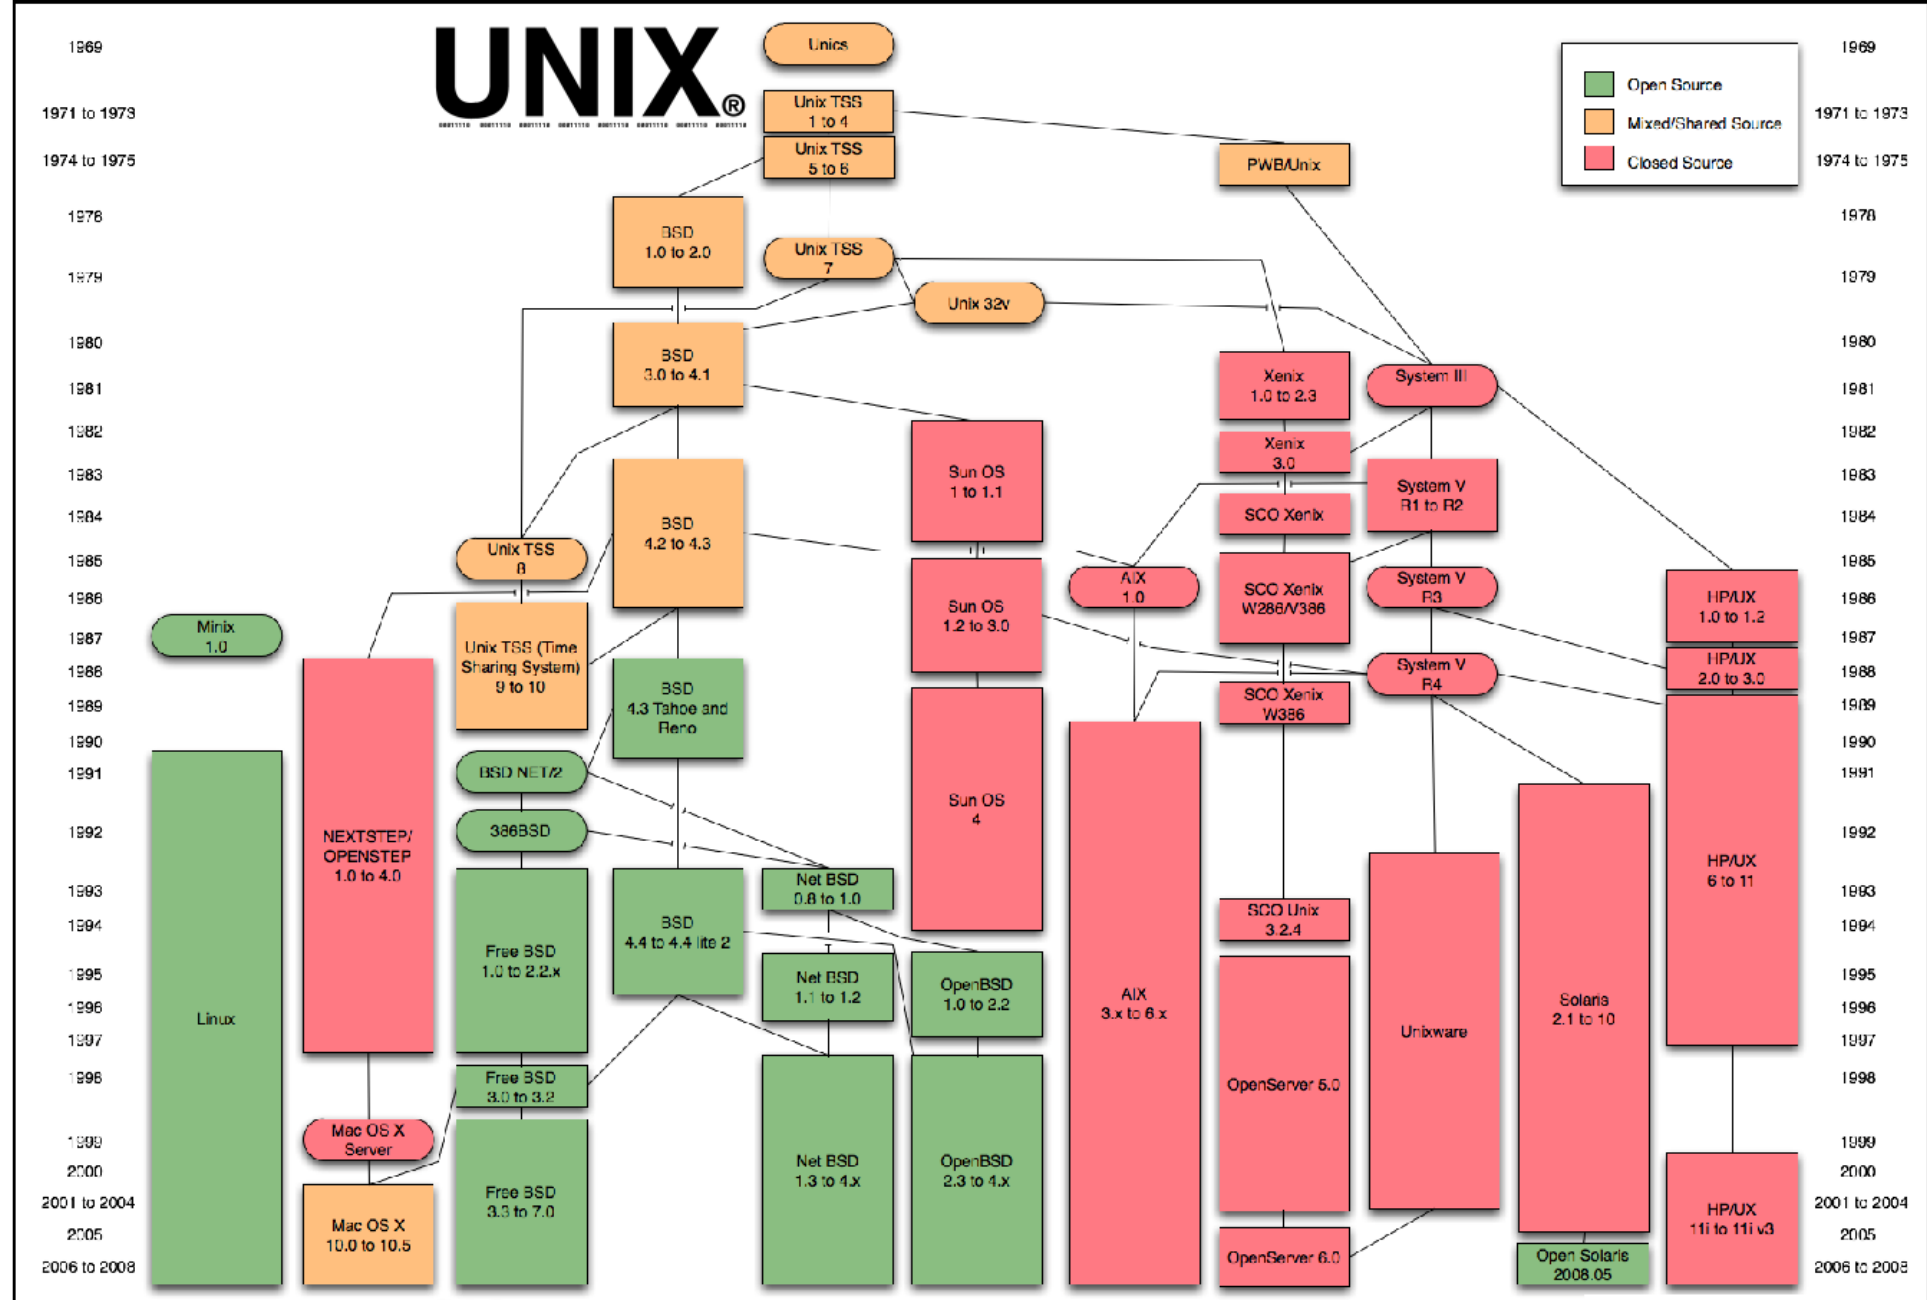 UNIX®
1969
1971 to 1973
1974 to 1975
1978
1979
1980
1981
1982
1983
1984
1985
1986
1987
1988
1989
1990
1991
1992
1993
1994
1995
1996
1997
1998
1999
2000
2001 to 2004
2005
2006 to 2008
Unics
Unix TSS
1 to 4
Unix TSS
5 to 6
PWB/Unix
BSD
1.0 to 2.0
Unix TSS
7
Unix 32v
BSD
3.0 to 4.1
Xenix
1.0 to 2.3
System III
Sun OS
1 to 1.1
Xenix
3.0
BSD
4.2 to 4.3
System V
R1 to R2
SCO Xenix
Unix TSS
8
Sun OS
1.2 to 3.0
AIX
1.0
SCO Xenix
W286/V386
System V
R3
HP/UX
1.0 to 1.2
Minix
1.0
Unix TSS (Time
Sharing System)
9 to 10
BSD
4.3 Tahoe and
Reno
System V
R4
HP/UX
2.0 to 3.0
SCO Xenix
W386
BSD NET/2
386BSD
Sun OS
4
NEXTSTEP/
OPENSTEP
1.0 to 4.0
HP/UX
6 to 11
Net BSD
0.8 to 1.0
SCO Unix
3.2.4
BSD
4.4 to 4.4 lite 2
Free BSD
1.0 to 2.2.x
Net BSD
1.1 to 1.2
OpenBSD
1.0 to 2.2
AIX
3.x to 6.x
Solaris
2.1 to 10
Linux
Unixware
Free BSD
3.0 to 3.2
OpenServer 5.0
Mac OS X
Server
Net BSD
1.3 to 4.x
OpenBSD
2.3 to 4.x
Free BSD
3.3 to 7.0
Mac OS X
10.0 to 10.5
HP/UX
11i to 11i v3
OpenServer 6.0
Open Solaris
2008.05
Open Source
Mixed/Shared Source
Closed Source
1969
1971 to 1973
1974 to 1975
1978
1979
1980
1981
1982
1983
1984
1985
1986
1987
1988
1989
1990
1991
1992
1993
1994
1995
1996
1997
1998
1999
2000
2001 to 2004
2005
2006 to 2008